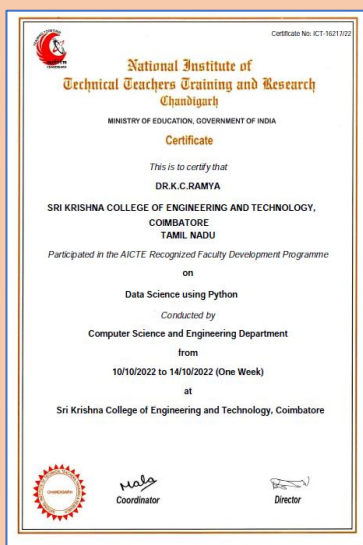 Certificate No: ICT-16217/22
National Institute of
Technical Teachers Training and Research
Chandigarh
MINISTRY OF EDUCATION, GOVERNMENT OF INDIA
Certificate
This is to certify that
DR.K.C.RAMYA
SRI KRISHNA COLLEGE OF ENGINEERING AND TECHNOLOGY,
COIMBATORE
TAMIL NADU
Participated in the AICTE Recognized Faculty Development Programme
on
Data Science using Python
Conducted by
Computer Science and Engineering Department
from
10/10/2022 to 14/10/2022 (One Week)
at
Sri Krishna College of Engineering and Technology, Coimbatore
CHANDIGARH
Mala
Coordinator
Director